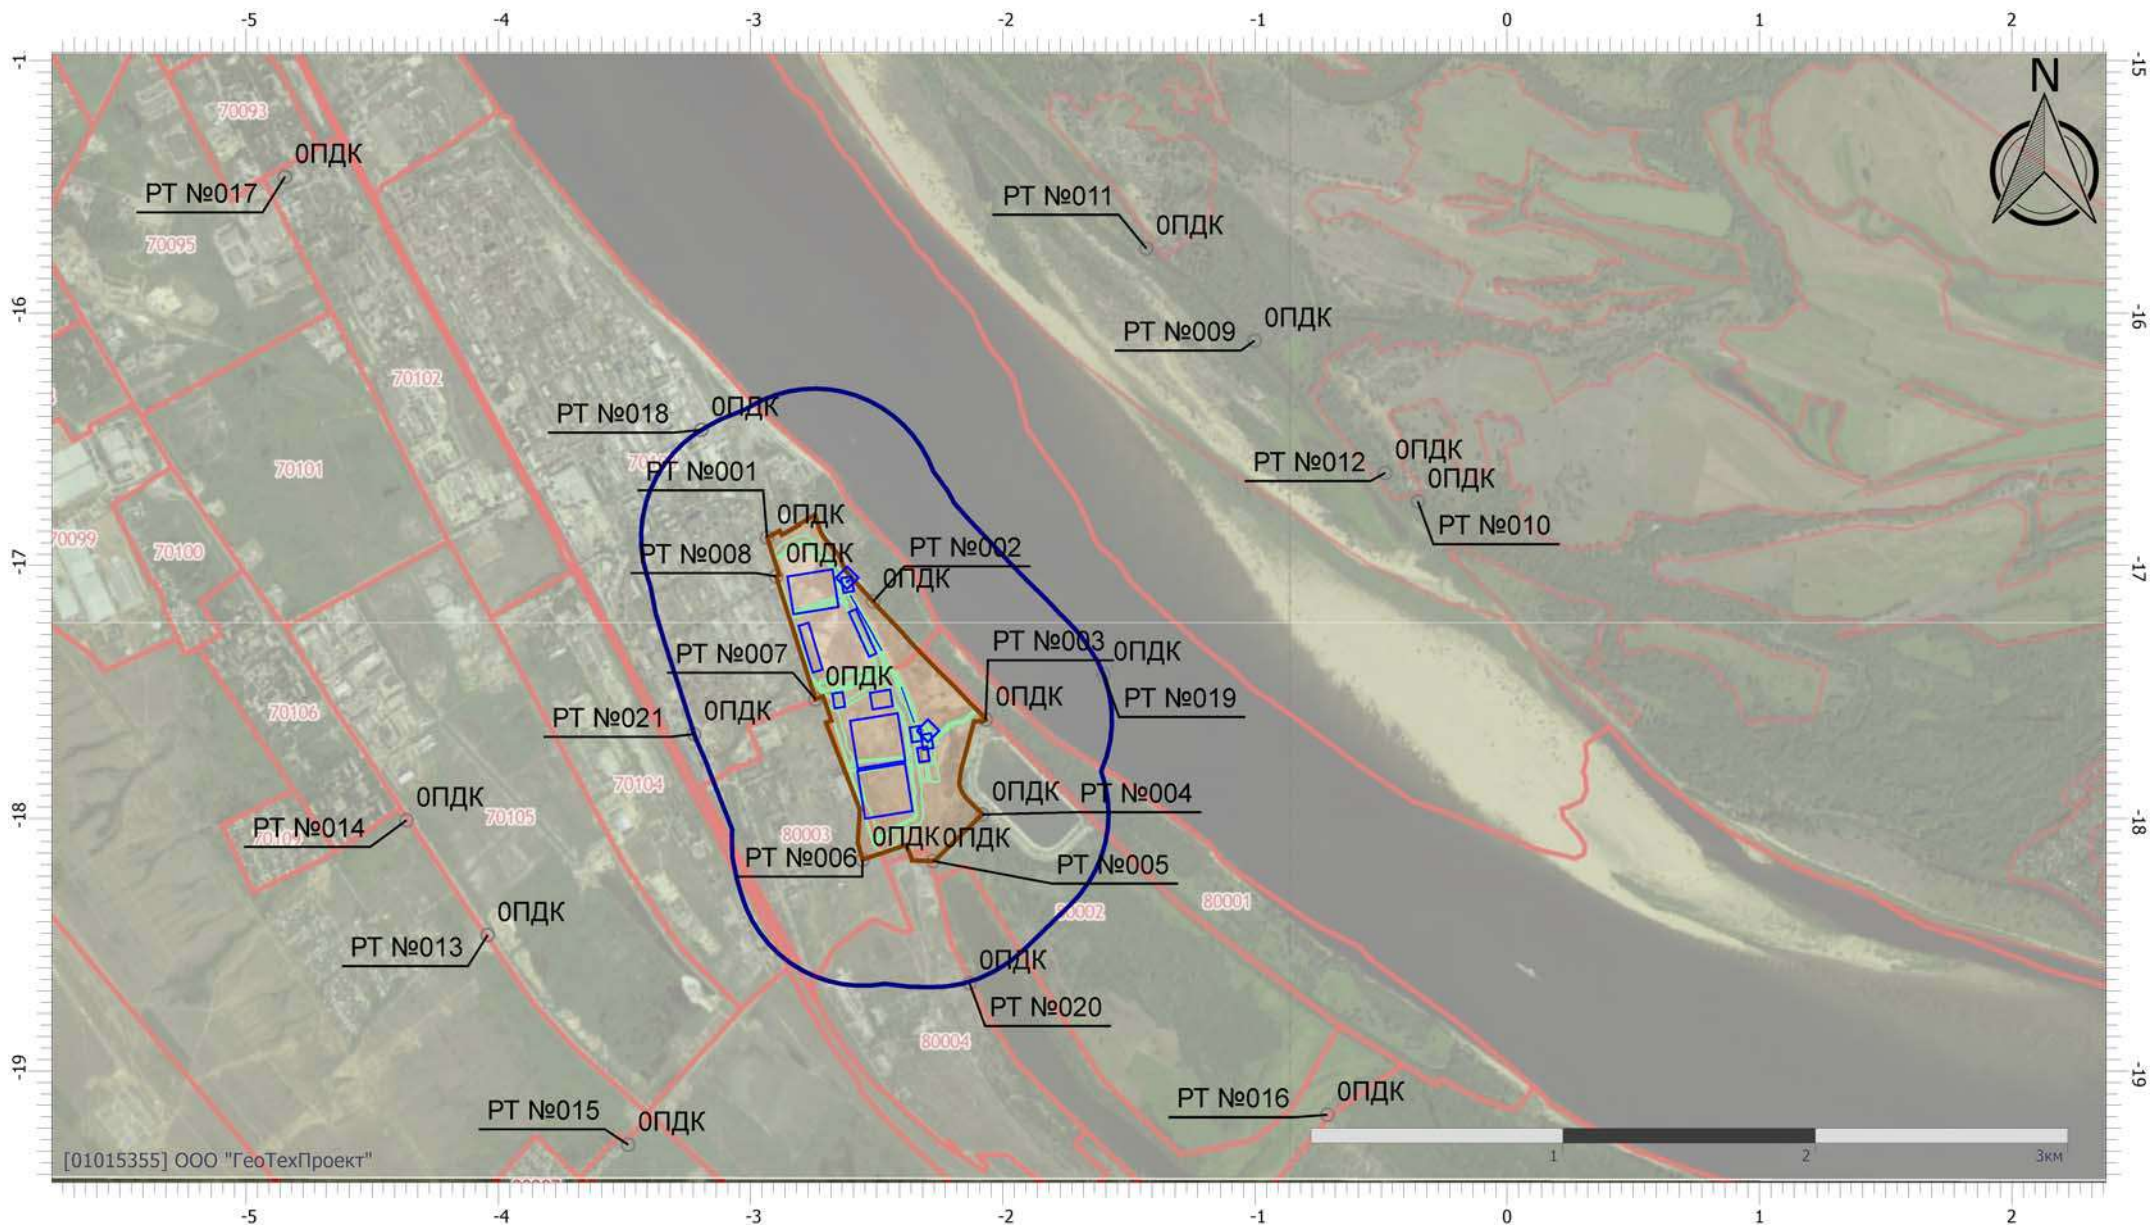 -5 -4 -3 -2 -1 0 1 2
-1
15
N
70093
0ПДК
РТ №017
70095
РТ №011
0ПДК
0ПДК
-16
-16
РТ №009
70102
РТ №018
0ПДК
0ПДК
70101
РТ №012
РТ №001
0ПДК
0ПДК
РТ №010
70099
70100
РТ №008
0ПДК
РТ №002
-17
-17
0ПДК
РТ №003
0ПДК
РТ №007
0ПДК
0ПДК
РТ №019
70106
РТ №021
0ПДК
70104
0ПДК
0ПДК
РТ №004
70105
-18
-18
РТ №014
80003
0ПДК
0ПДК
РТ №006
РТ №005
80002
80001
0ПДК
РТ №013
0ПДК
РТ №020
80004
-19
-19
РТ №015
0ПДК
РТ №016
0ПДК
1 2 3км
[01015355] ООО "ГеоТехПроект"
-5 -4 -3 -2 -1 0 1 2